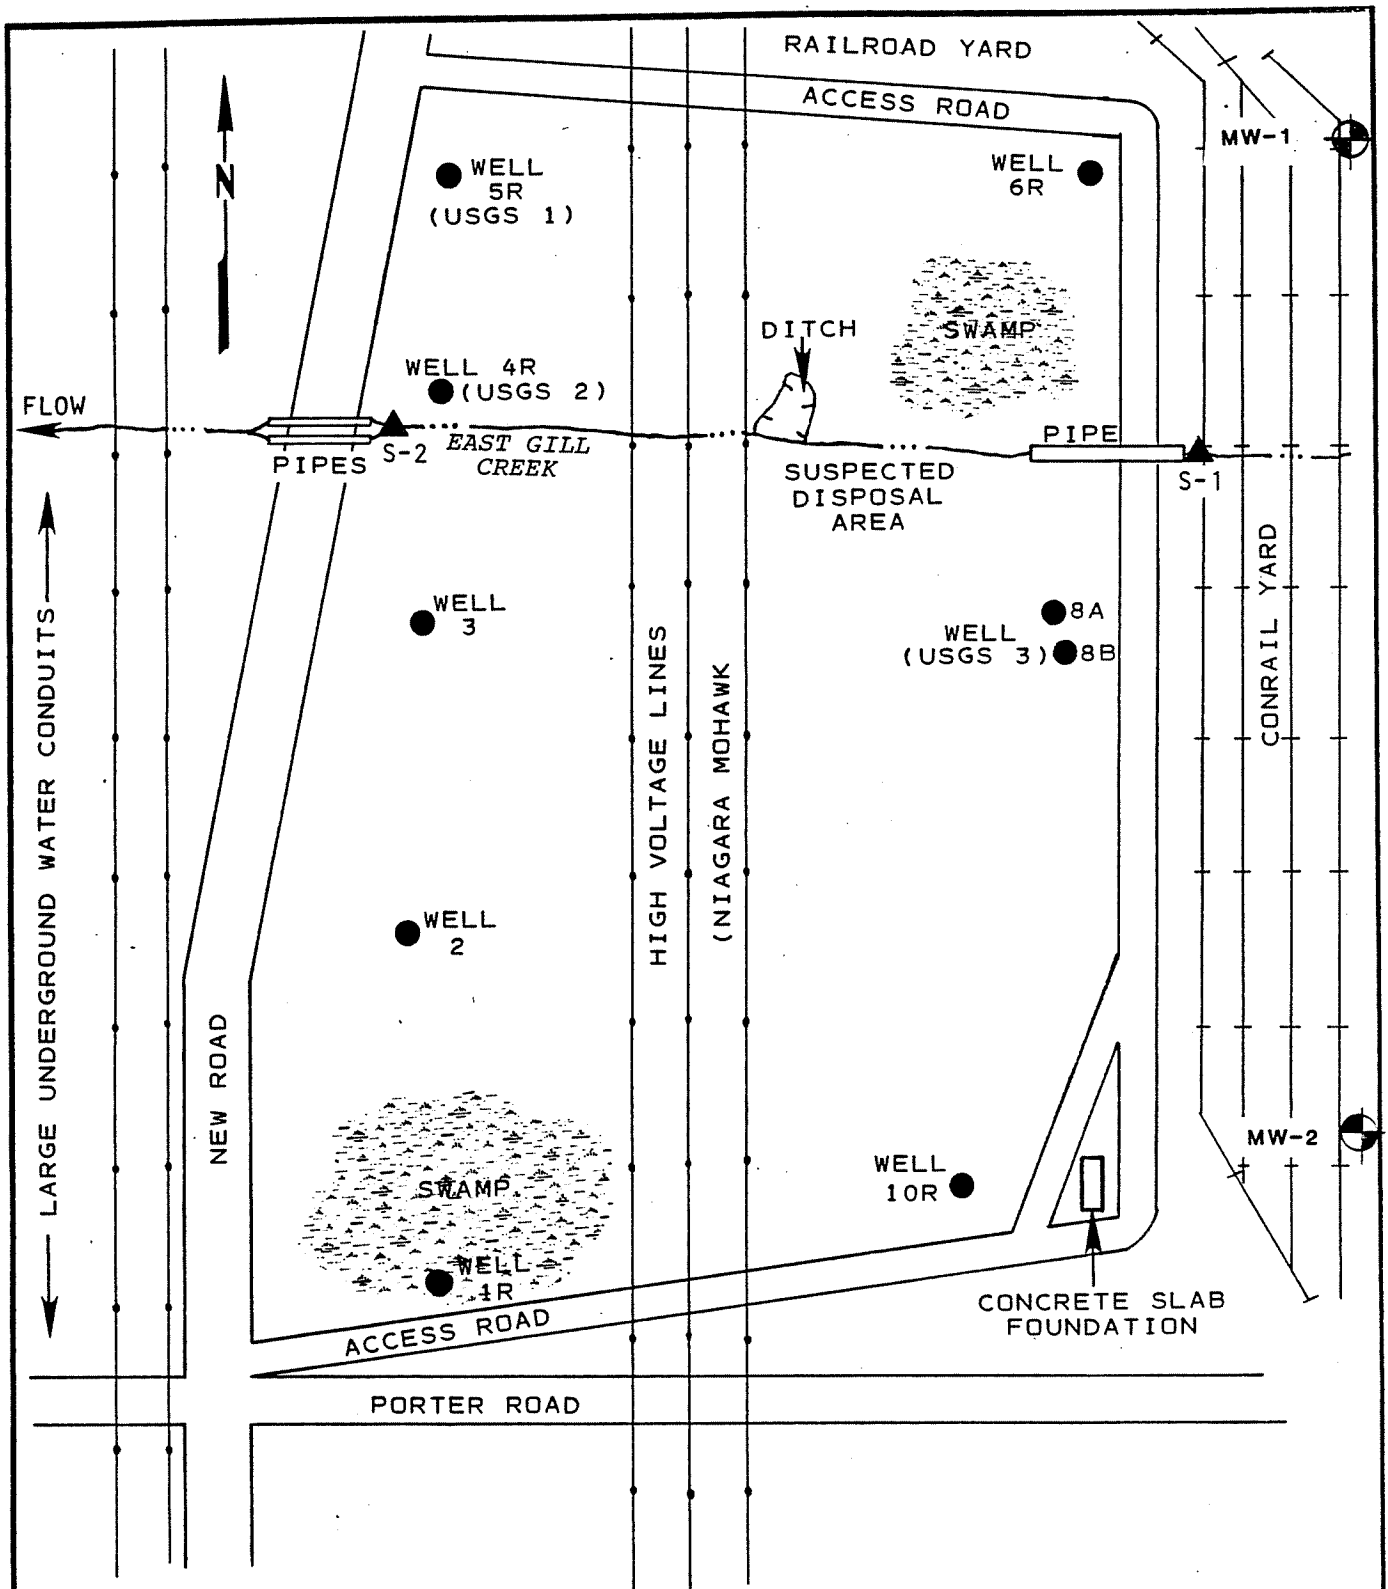 RAILROAD YARD
ACCESS ROAD
MW-1
N
WELL
5R
(USGS 1)
WELL
6R
SWAMP
DITCH
WELL 4R
(USGS 2)
FLOW
PIPES
S-2
EAST GILL
CREEK
PIPE
S-1
SUSPECTED
DISPOSAL
AREA
WELL
3
8A
WELL
(USGS 3)
8B
CONRAIL YARD
HIGH VOLTAGE LINES
(NIAGARA MOHAWK
LARGE UNDERGROUND WATER CONDUITS
WELL
2
NEW ROAD
MW-2
WELL
10R
SWAMP
WELL
1R
CONCRETE SLAB
FOUNDATION
ACCESS ROAD
PORTER ROAD